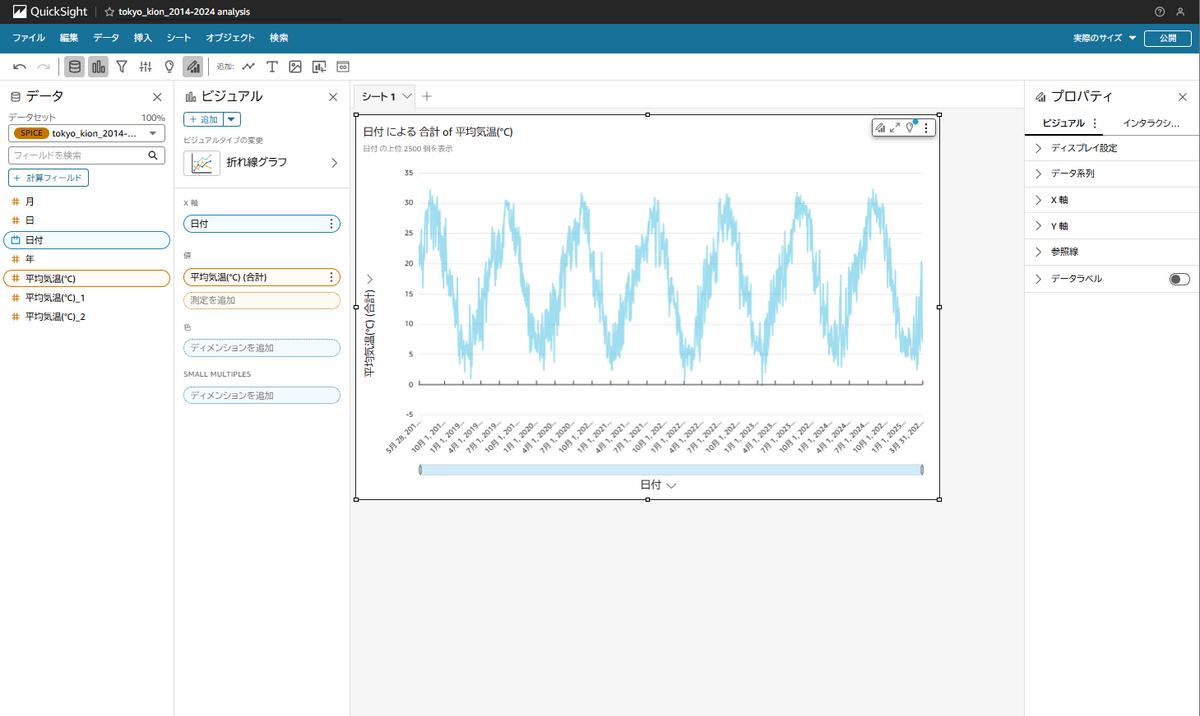 QuickSight
tokyo_kion_2014-2024 analysis
ファイル 編集 データ 挿入 シート オブジェクト 検索
実際のサイズ
公開
追加:
データ
データセット 100%
SPICE tokyo_kion_2014-...
フィールドを検索
+ 計算フィールド
# 月
# 日
日付
# 年
# 平均気温(℃)
# 平均気温(℃)_1
# 平均気温(℃)_2
ビジュアル
+ 追加
ビジュアルタイプの変更
折れ線グラフ
X 軸
日付
値
平均気温(℃) (合計)
測定を追加
色
ディメンションを追加
SMALL MULTIPLES
ディメンションを追加
シート 1
日付 による 合計 of 平均気温(℃)
日付 の上位 2500 個を表示
平均気温(℃) (合計)
35
30
25
20
15
10
5
0
-5
5月 28, 201...
10月 1, 201...
1月 1, 2019...
4月 1, 2019...
7月 1, 2019...
10月 1, 201...
1月 1, 2020...
4月 1, 2020...
7月 1, 2020...
10月 1, 202...
1月 1, 2021...
4月 1, 2021...
7月 1, 2021...
10月 1, 202...
1月 1, 2022...
4月 1, 2022...
7月 1, 2022...
10月 1, 202...
1月 1, 2023...
4月 1, 2023...
7月 1, 2023...
10月 1, 202...
1月 1, 2024...
4月 1, 2024...
7月 1, 2024...
10月 1, 202...
1月 1, 2025...
3月 31, 202...
日付
プロパティ
ビジュアル
インタラクシ...
ディスプレイ設定
データ系列
X 軸
Y 軸
参照線
データラベル